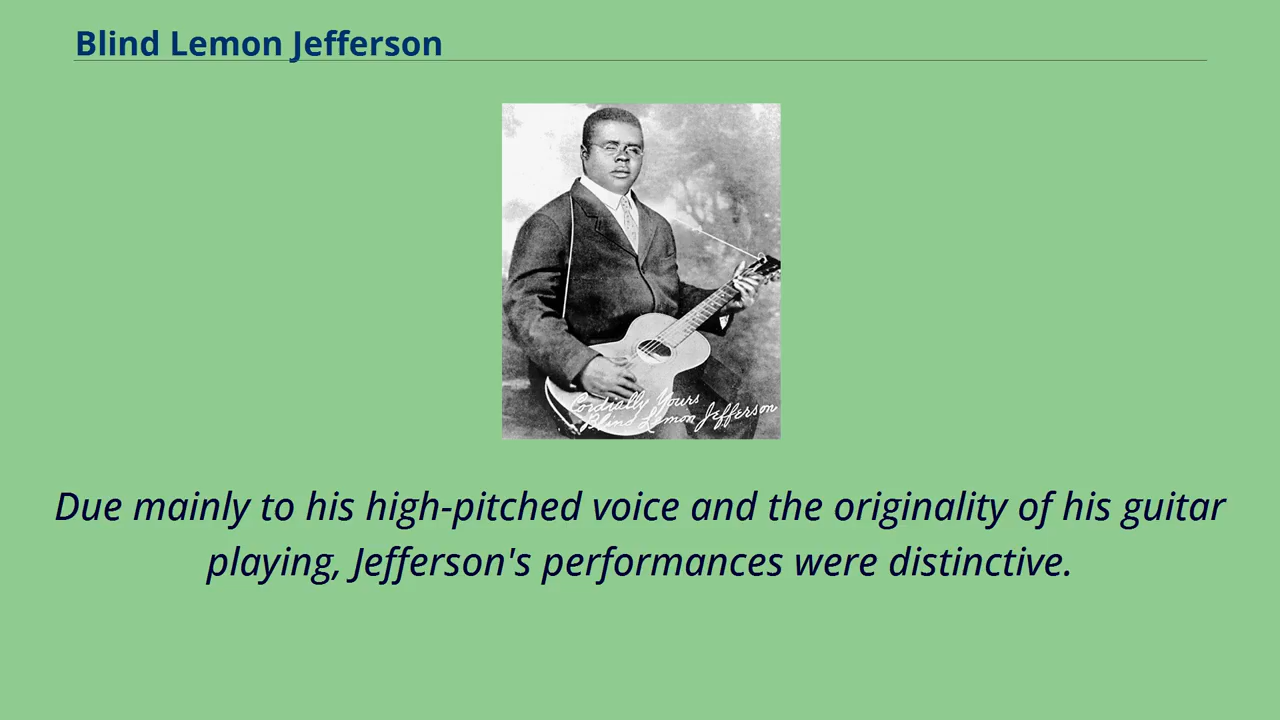 Blind Lemon Jefferson
Cordially Yours
Blind Lemon Jefferson
Due mainly to his high-pitched voice and the originality of his guitar
playing, Jefferson's performances were distinctive.